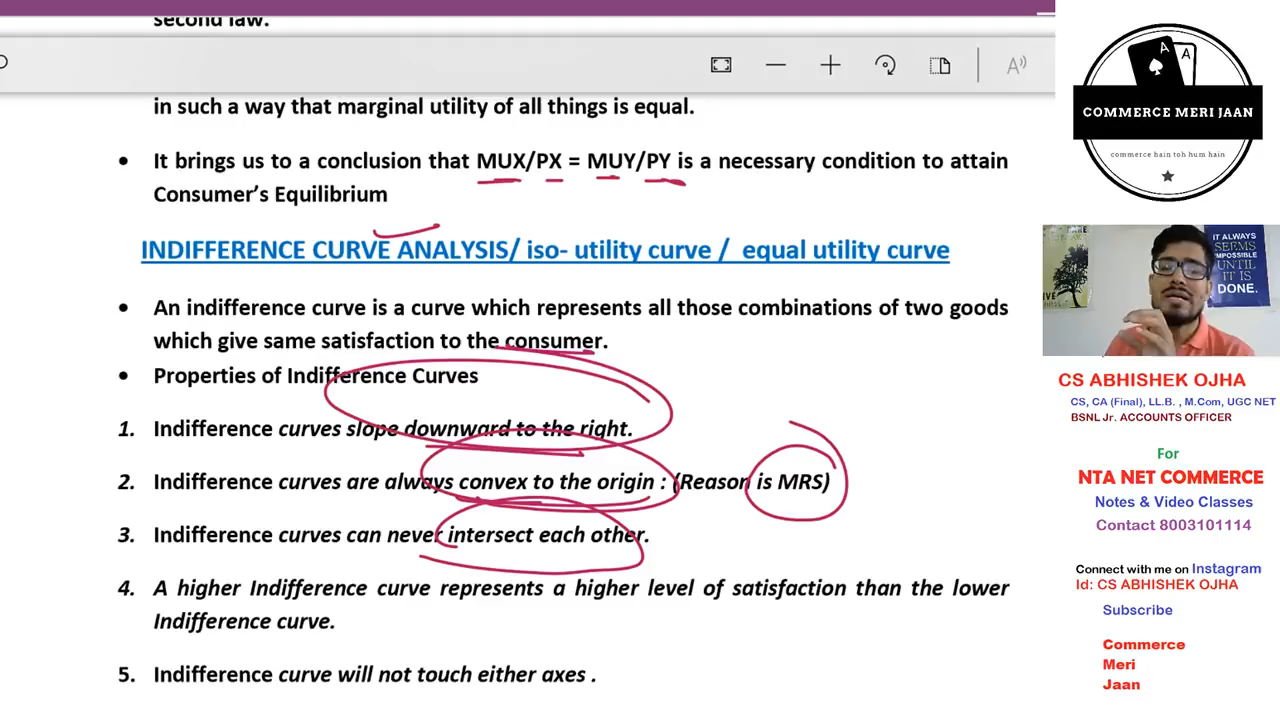 second law.
in such a way that marginal utility of all things is equal.
• It brings us to a conclusion that MUX/PX = MUY/PY is a necessary condition to attain
Consumer's Equilibrium
INDIFFERENCE CURVE ANALYSIS/ iso- utility curve / equal utility curve
• An indifference curve is a curve which represents all those combinations of two goods
which give same satisfaction to the consumer.
• Properties of Indifference Curves
1. Indifference curves slope downward to the right.
2. Indifference curves are always convex to the origin : (Reason is MRS)
3. Indifference curves can never intersect each other.
4. A higher Indifference curve represents a higher level of satisfaction than the lower
Indifference curve.
5. Indifference curve will not touch either axes .
A
A
COMMERCE MERI JAAN
commerce hain toh hum hain
IT ALWAYS
SEEMS
IMPOSSIBLE
UNTIL
IT IS
DONE.
CS ABHISHEK OJHA
CS, CA (Final), LL.B. , M.Com, UGC NET
BSNL Jr. ACCOUNTS OFFICER
For
NTA NET COMMERCE
Notes & Video Classes
Contact 8003101114
Connect with me on Instagram
Id: CS ABHISHEK OJHA
Subscribe
Commerce
Meri
Jaan